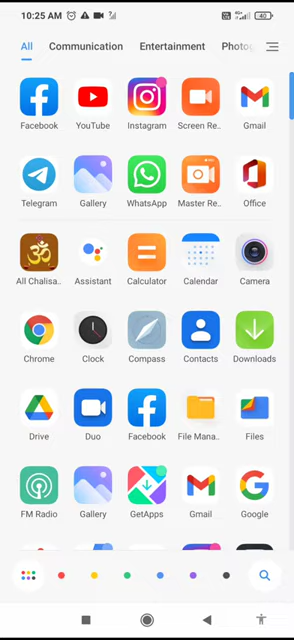 10:25 AM
40
All Communication Entertainment Photog
Facebook YouTube Instagram Screen Re.. Gmail
Telegram Gallery WhatsApp Master Re.. Office
All Chalisa.. Assistant Calculator Calendar Camera
Chrome Clock Compass Contacts Downloads
Drive Duo Facebook File Mana.. Files
FM Radio Gallery GetApps Gmail Google